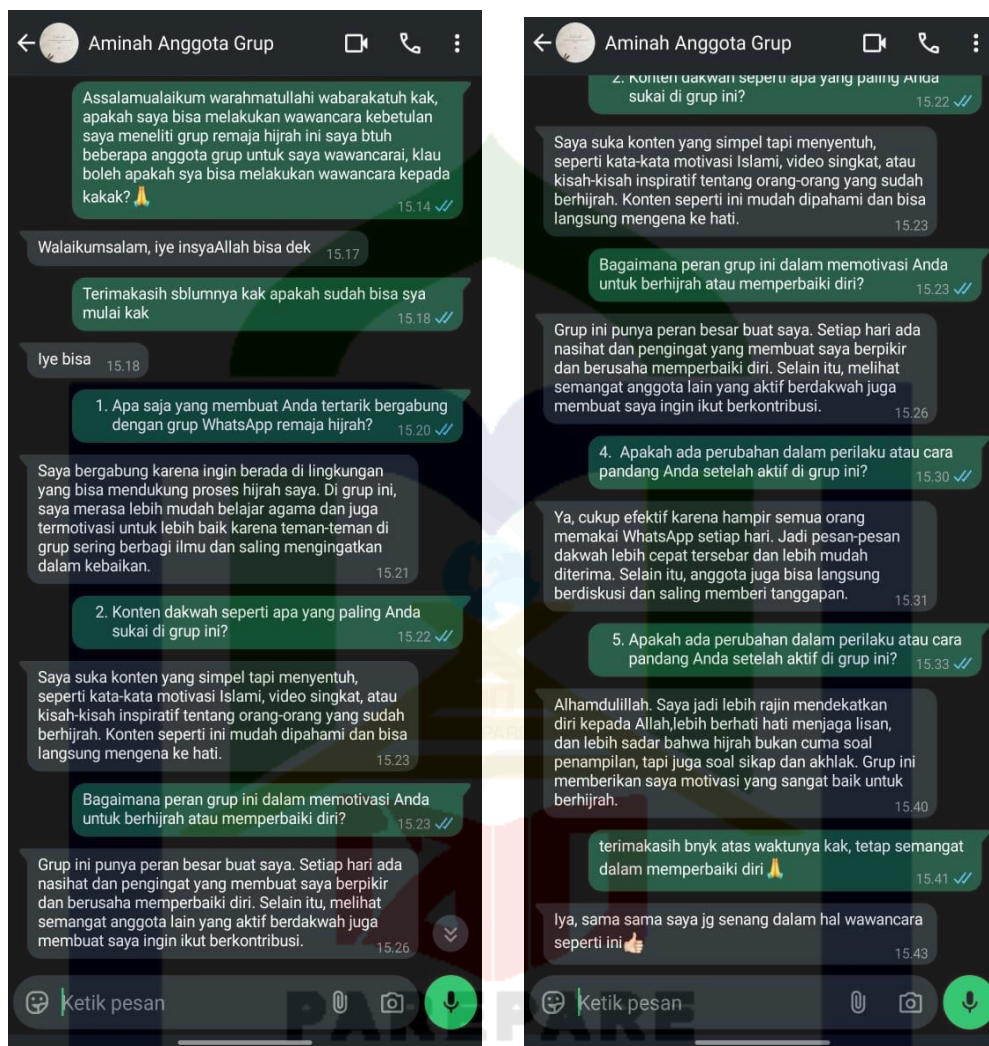 Aminah Anggota Grup
Assalamualaikum warahmatullahi wabarakatuh kak,
apakah saya bisa melakukan wawancara kebetulan
saya meneliti grup remaja hijrah ini saya btuh
beberapa anggota grup untuk saya wawancarai, klau
boleh apakah sya bisa melakukan wawancara kepada
kakak?🙏
15.14
Walaikumsalam, iye insyaAllah bisa dek 15.17
Terimakasih sblumnya kak apakah sudah bisa sya
mulai kak
15.18
Iye bisa 15.18
1. Apa saja yang membuat Anda tertarik bergabung
dengan grup WhatsApp remaja hijrah? 15.20
Saya bergabung karena ingin berada di lingkungan
yang bisa mendukung proses hijrah saya. Di grup ini,
saya merasa lebih mudah belajar agama dan juga
termotivasi untuk lebih baik karena teman-teman di
grup sering berbagi ilmu dan saling mengingatkan
dalam kebaikan.
15.21
2. Konten dakwah seperti apa yang paling Anda
sukai di grup ini?
15.22
Saya suka konten yang simpel tapi menyentuh,
seperti kata-kata motivasi Islami, video singkat, atau
kisah-kisah inspiratif tentang orang-orang yang sudah
berhijrah. Konten seperti ini mudah dipahami dan bisa
langsung mengena ke hati.
15.23
Bagaimana peran grup ini dalam memotivasi Anda
untuk berhijrah atau memperbaiki diri? 15.23
Grup ini punya peran besar buat saya. Setiap hari ada
nasihat dan pengingat yang membuat saya berpikir
dan berusaha memperbaiki diri. Selain itu, melihat
semangat anggota lain yang aktif berdakwah juga
membuat saya ingin ikut berkontribusi. 15.26
Ketik pesan
Aminah Anggota Grup
2. Konten dakwah seperti apa yang paling Anda
sukai di grup ini?
15.22
Saya suka konten yang simpel tapi menyentuh,
seperti kata-kata motivasi Islami, video singkat, atau
kisah-kisah inspiratif tentang orang-orang yang sudah
berhijrah. Konten seperti ini mudah dipahami dan bisa
langsung mengena ke hati.
15.23
Bagaimana peran grup ini dalam memotivasi Anda
untuk berhijrah atau memperbaiki diri? 15.23
Grup ini punya peran besar buat saya. Setiap hari ada
nasihat dan pengingat yang membuat saya berpikir
dan berusaha memperbaiki diri. Selain itu, melihat
semangat anggota lain yang aktif berdakwah juga
membuat saya ingin ikut berkontribusi. 15.26
4. Apakah ada perubahan dalam perilaku atau cara
pandang Anda setelah aktif di grup ini? 15.30
Ya, cukup efektif karena hampir semua orang
memakai WhatsApp setiap hari. Jadi pesan-pesan
dakwah lebih cepat tersebar dan lebih mudah
diterima. Selain itu, anggota juga bisa langsung
berdiskusi dan saling memberi tanggapan. 15.31
5. Apakah ada perubahan dalam perilaku atau cara
pandang Anda setelah aktif di grup ini? 15.33
Alhamdulillah. Saya jadi lebih rajin mendekatkan
diri kepada Allah,lebih berhati hati menjaga lisan,
dan lebih sadar bahwa hijrah bukan cuma soal
penampilan, tapi juga soal sikap dan akhlak. Grup ini
memberikan saya motivasi yang sangat baik untuk
berhijrah.
15.40
terimakasih bnyk atas waktunya kak, tetap semangat
dalam memperbaiki diri🙏
15.41
Iya, sama sama saya jg senang dalam hal wawancara
seperti ini👍🏻
15.43
Ketik pesan
PAREPARE